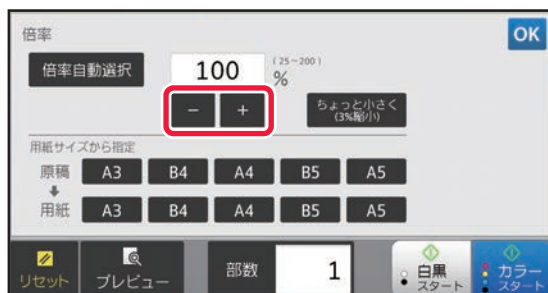 倍率
OK
倍率自動選択
100
(25~200)
%
－
＋
ちょっと小さく
(3%縮小)
用紙サイズから指定
原稿
A3
B4
A4
B5
A5
用紙
A3
B4
A4
B5
A5
リセット
プレビュー
部数
1
白黒
スタート
カラー
スタート